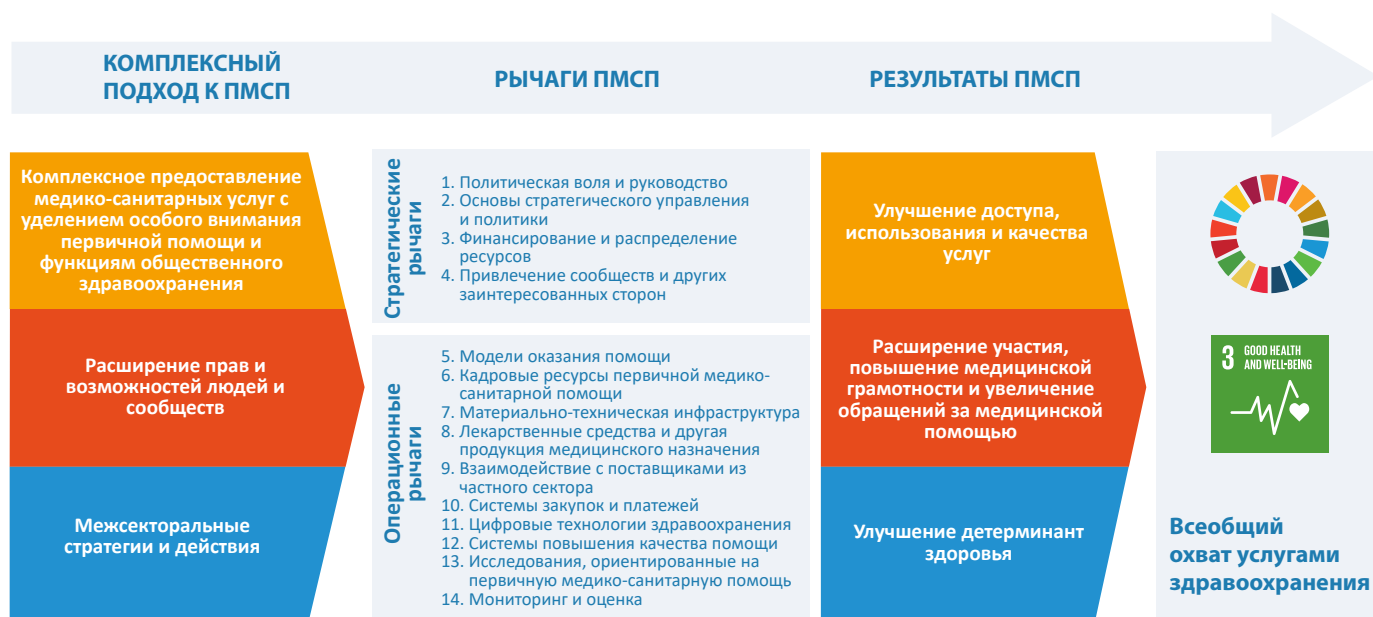 КОМПЛЕКСНЫЙ
ПОДХОД К ПМСП
РЫЧАГИ ПМСП
РЕЗУЛЬТАТЫ ПМСП
Комплексное предоставление
медико-санитарных услуг с
уделением особого внимания
первичной помощи и
функциям общественного
здравоохранения
Расширение прав и
возможностей людей и
сообществ
Межсекторальные
стратегии и действия
Стратегические
рычаги
1. Политическая воля и руководство
2. Основы стратегического управления
и политики
3. Финансирование и распределение
ресурсов
4. Привлечение сообществ и других
заинтересованных сторон
Операционные
рычаги
5. Модели оказания помощи
6. Кадровые ресурсы первичной медико-
санитарной помощи
7. Материально-техническая инфраструктура
8. Лекарственные средства и другая
продукция медицинского назначения
9. Взаимодействие с поставщиками из
частного сектора
10. Системы закупок и платежей
11. Цифровые технологии здравоохранения
12. Системы повышения качества помощи
13. Исследования, ориентированные на
первичную медико-санитарную помощь
14. Мониторинг и оценка
Улучшение доступа,
использования и качества
услуг
Расширение участия,
повышение медицинской
грамотности и увеличение
обращений за медицинской
помощью
Улучшение детерминант
здоровья
3 GOOD HEALTH
AND WELL-BEING
Всеобщий
охват услугами
здравоохранения